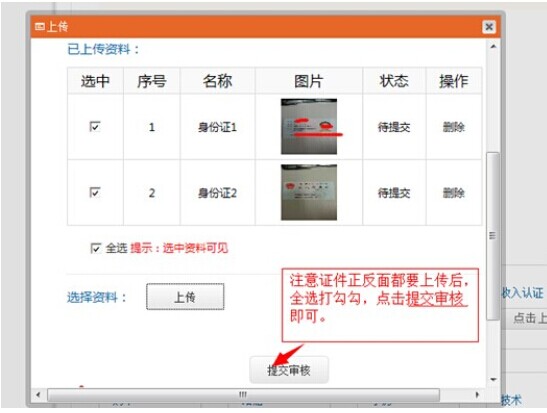 上传
已上传资料：
选中 序号 名称 图片 状态 操作
1 身份证1 待提交 删除
2 身份证2 待提交 删除
全选 提示：选中资料可见
注意证件正反面都要上传后，
全选打勾勾，点击提交审核
即可。
选择资料： 上传
收入认证
点击上
提交审核
技术